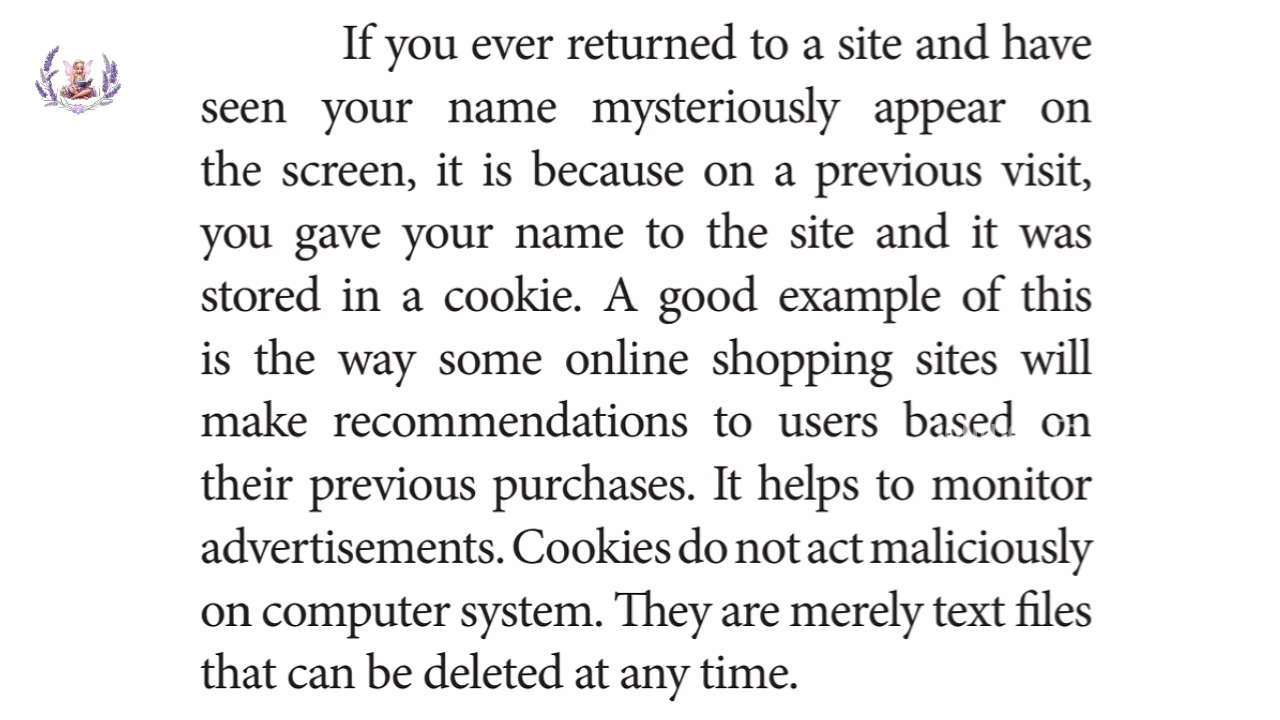 If you ever returned to a site and have
seen your name mysteriously appear on
the screen, it is because on a previous visit,
you gave your name to the site and it was
stored in a cookie. A good example of this
is the way some online shopping sites will
make recommendations to users based on
their previous purchases. It helps to monitor
advertisements. Cookies do not act maliciously
on computer system. They are merely text files
that can be deleted at any time.